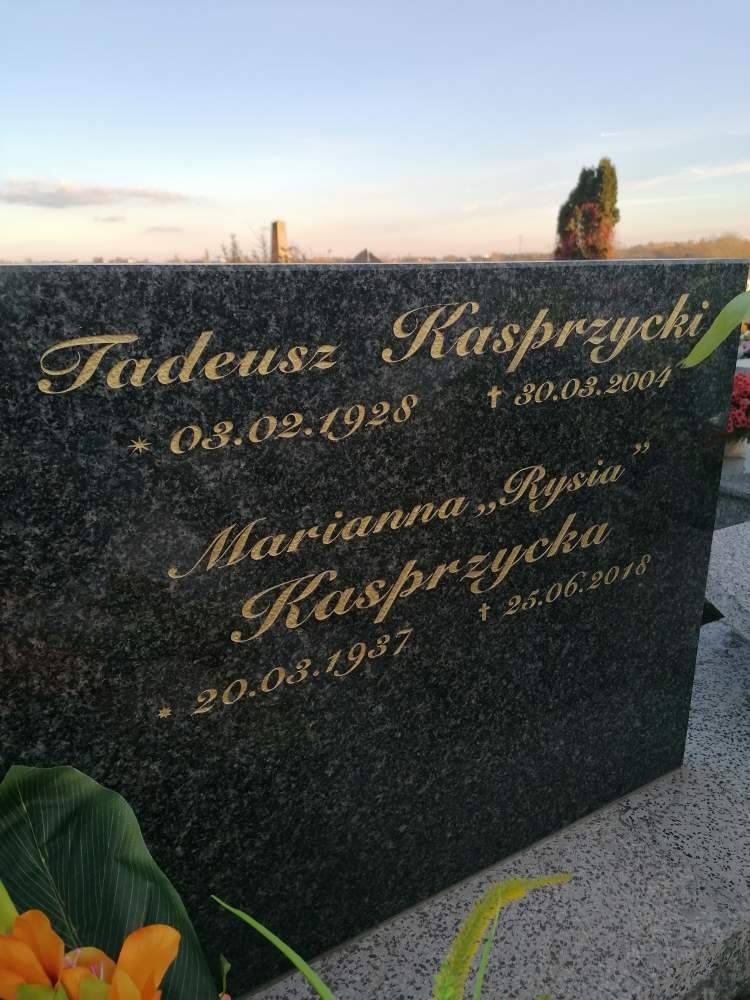 Tadeusz Kasprzycki
* 03.02.1928 † 30.03.2004
Marianna „Rysia”
Kasprzycka
* 20.03.1937 † 25.06.2018